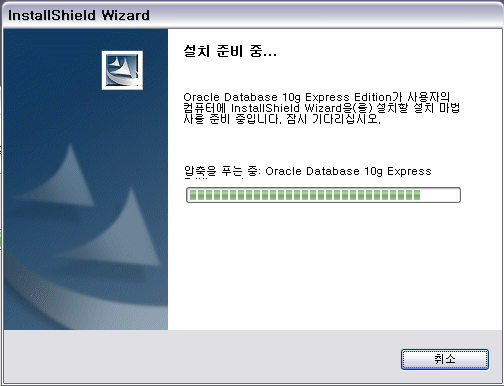 InstallShield Wizard
설치 준비 중...
Oracle Database 10g Express Edition가 사용자의
컴퓨터에 InstallShield Wizard을(를) 설치할 설치 마법
사를 준비 중입니다. 잠시 기다리십시오.
압축을 푸는 중: Oracle Database 10g Express
취소